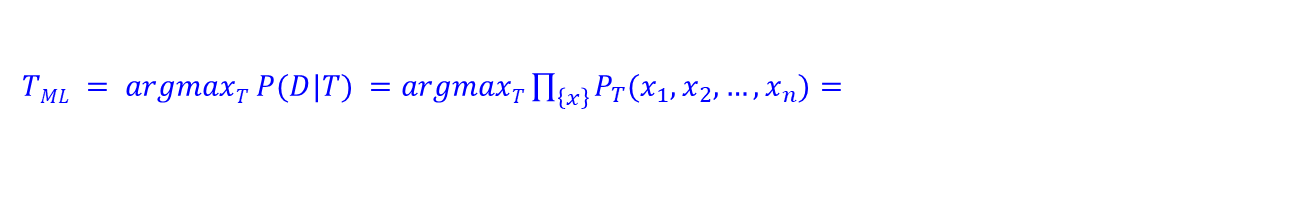 T_{ML} = argmax_T P(D|T) = argmax_T ∏_{\{x\}} P_T(x_1, x_2, …, x_n) =